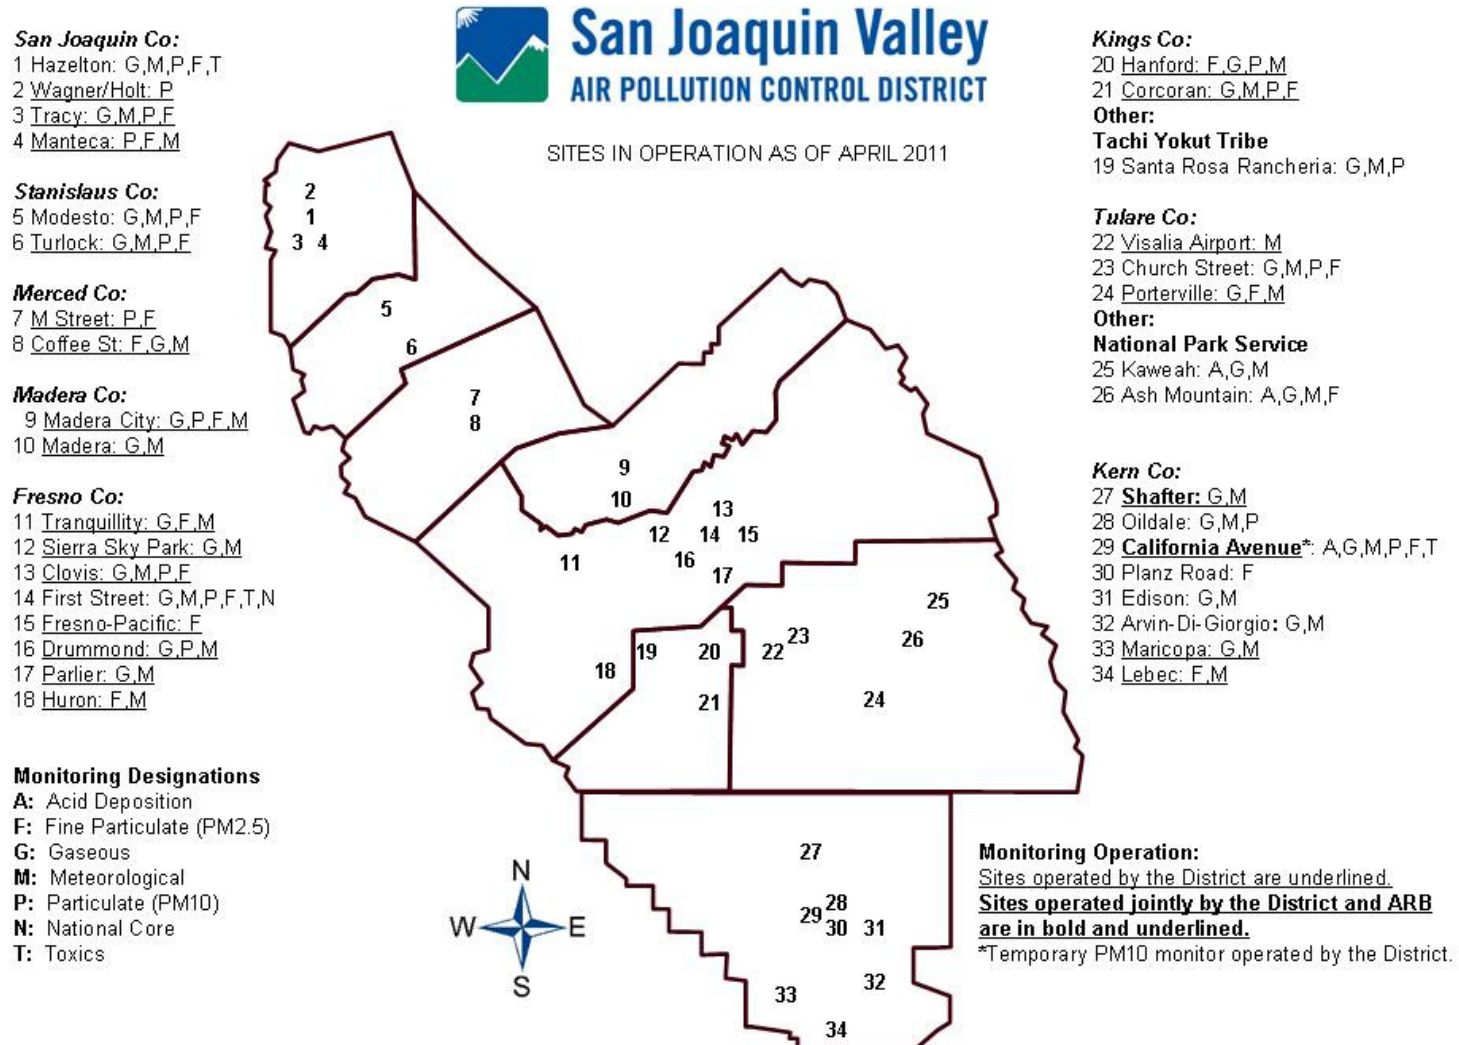 San Joaquin Valley
AIR POLLUTION CONTROL DISTRICT
SITES IN OPERATION AS OF APRIL 2011
San Joaquin Co:
1 Hazelton: G,M,P,F,T
2 Wagner/Holt: P
3 Tracy: G,M,P,F
4 Manteca: P,F,M
Stanislaus Co:
5 Modesto: G,M,P,F
6 Turlock: G,M,P,F
Merced Co:
7 M Street: P,F
8 Coffee St: F,G,M
Madera Co:
9 Madera City: G,P,F,M
10 Madera: G,M
Fresno Co:
11 Tranquillity: G,F,M
12 Sierra Sky Park: G,M
13 Clovis: G,M,P,F
14 First Street: G,M,P,F,T,N
15 Fresno-Pacific: F
16 Drummond: G,P,M
17 Parlier: G,M
18 Huron: F,M
Monitoring Designations
A: Acid Deposition
F: Fine Particulate (PM2.5)
G: Gaseous
M: Meteorological
P: Particulate (PM10)
N: National Core
T: Toxics
2
1
3 4
5
6
7
8
9
10
13
12 14 15
11 16
17
25
23 26
19 20 22
18
21 24
27
28
29
30 31
32
33
34
N
W E
S
Kings Co:
20 Hanford: F,G,P,M
21 Corcoran: G,M,P,F
Other:
Tachi Yokut Tribe
19 Santa Rosa Rancheria: G,M,P
Tulare Co:
22 Visalia Airport: M
23 Church Street: G,M,P,F
24 Porterville: G,F,M
Other:
National Park Service
25 Kaweah: A,G,M
26 Ash Mountain: A,G,M,F
Kern Co:
27 Shafter: G,M
28 Oildale: G,M,P
29 California Avenue*: A,G,M,P,F,T
30 Planz Road: F
31 Edison: G,M
32 Arvin-Di-Giorgio: G,M
33 Maricopa: G,M
34 Lebec: F,M
Monitoring Operation:
Sites operated by the District are underlined.
Sites operated jointly by the District and ARB
are in bold and underlined.
*Temporary PM10 monitor operated by the District.